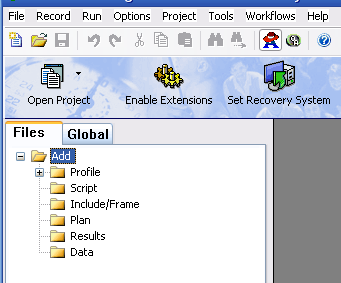 File Record Run Options Project Tools Workflows Help
Open Project Enable Extensions Set Recovery System
Files Global
Add
Profile
Script
Include/Frame
Plan
Results
Data